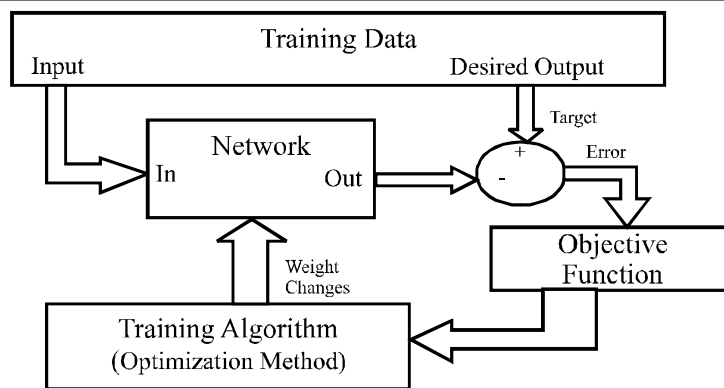 Training Data
Input
Desired Output
Target
Network
In
Out
+
-
Error
Objective
Function
Weight
Changes
Training Algorithm
(Optimization Method)